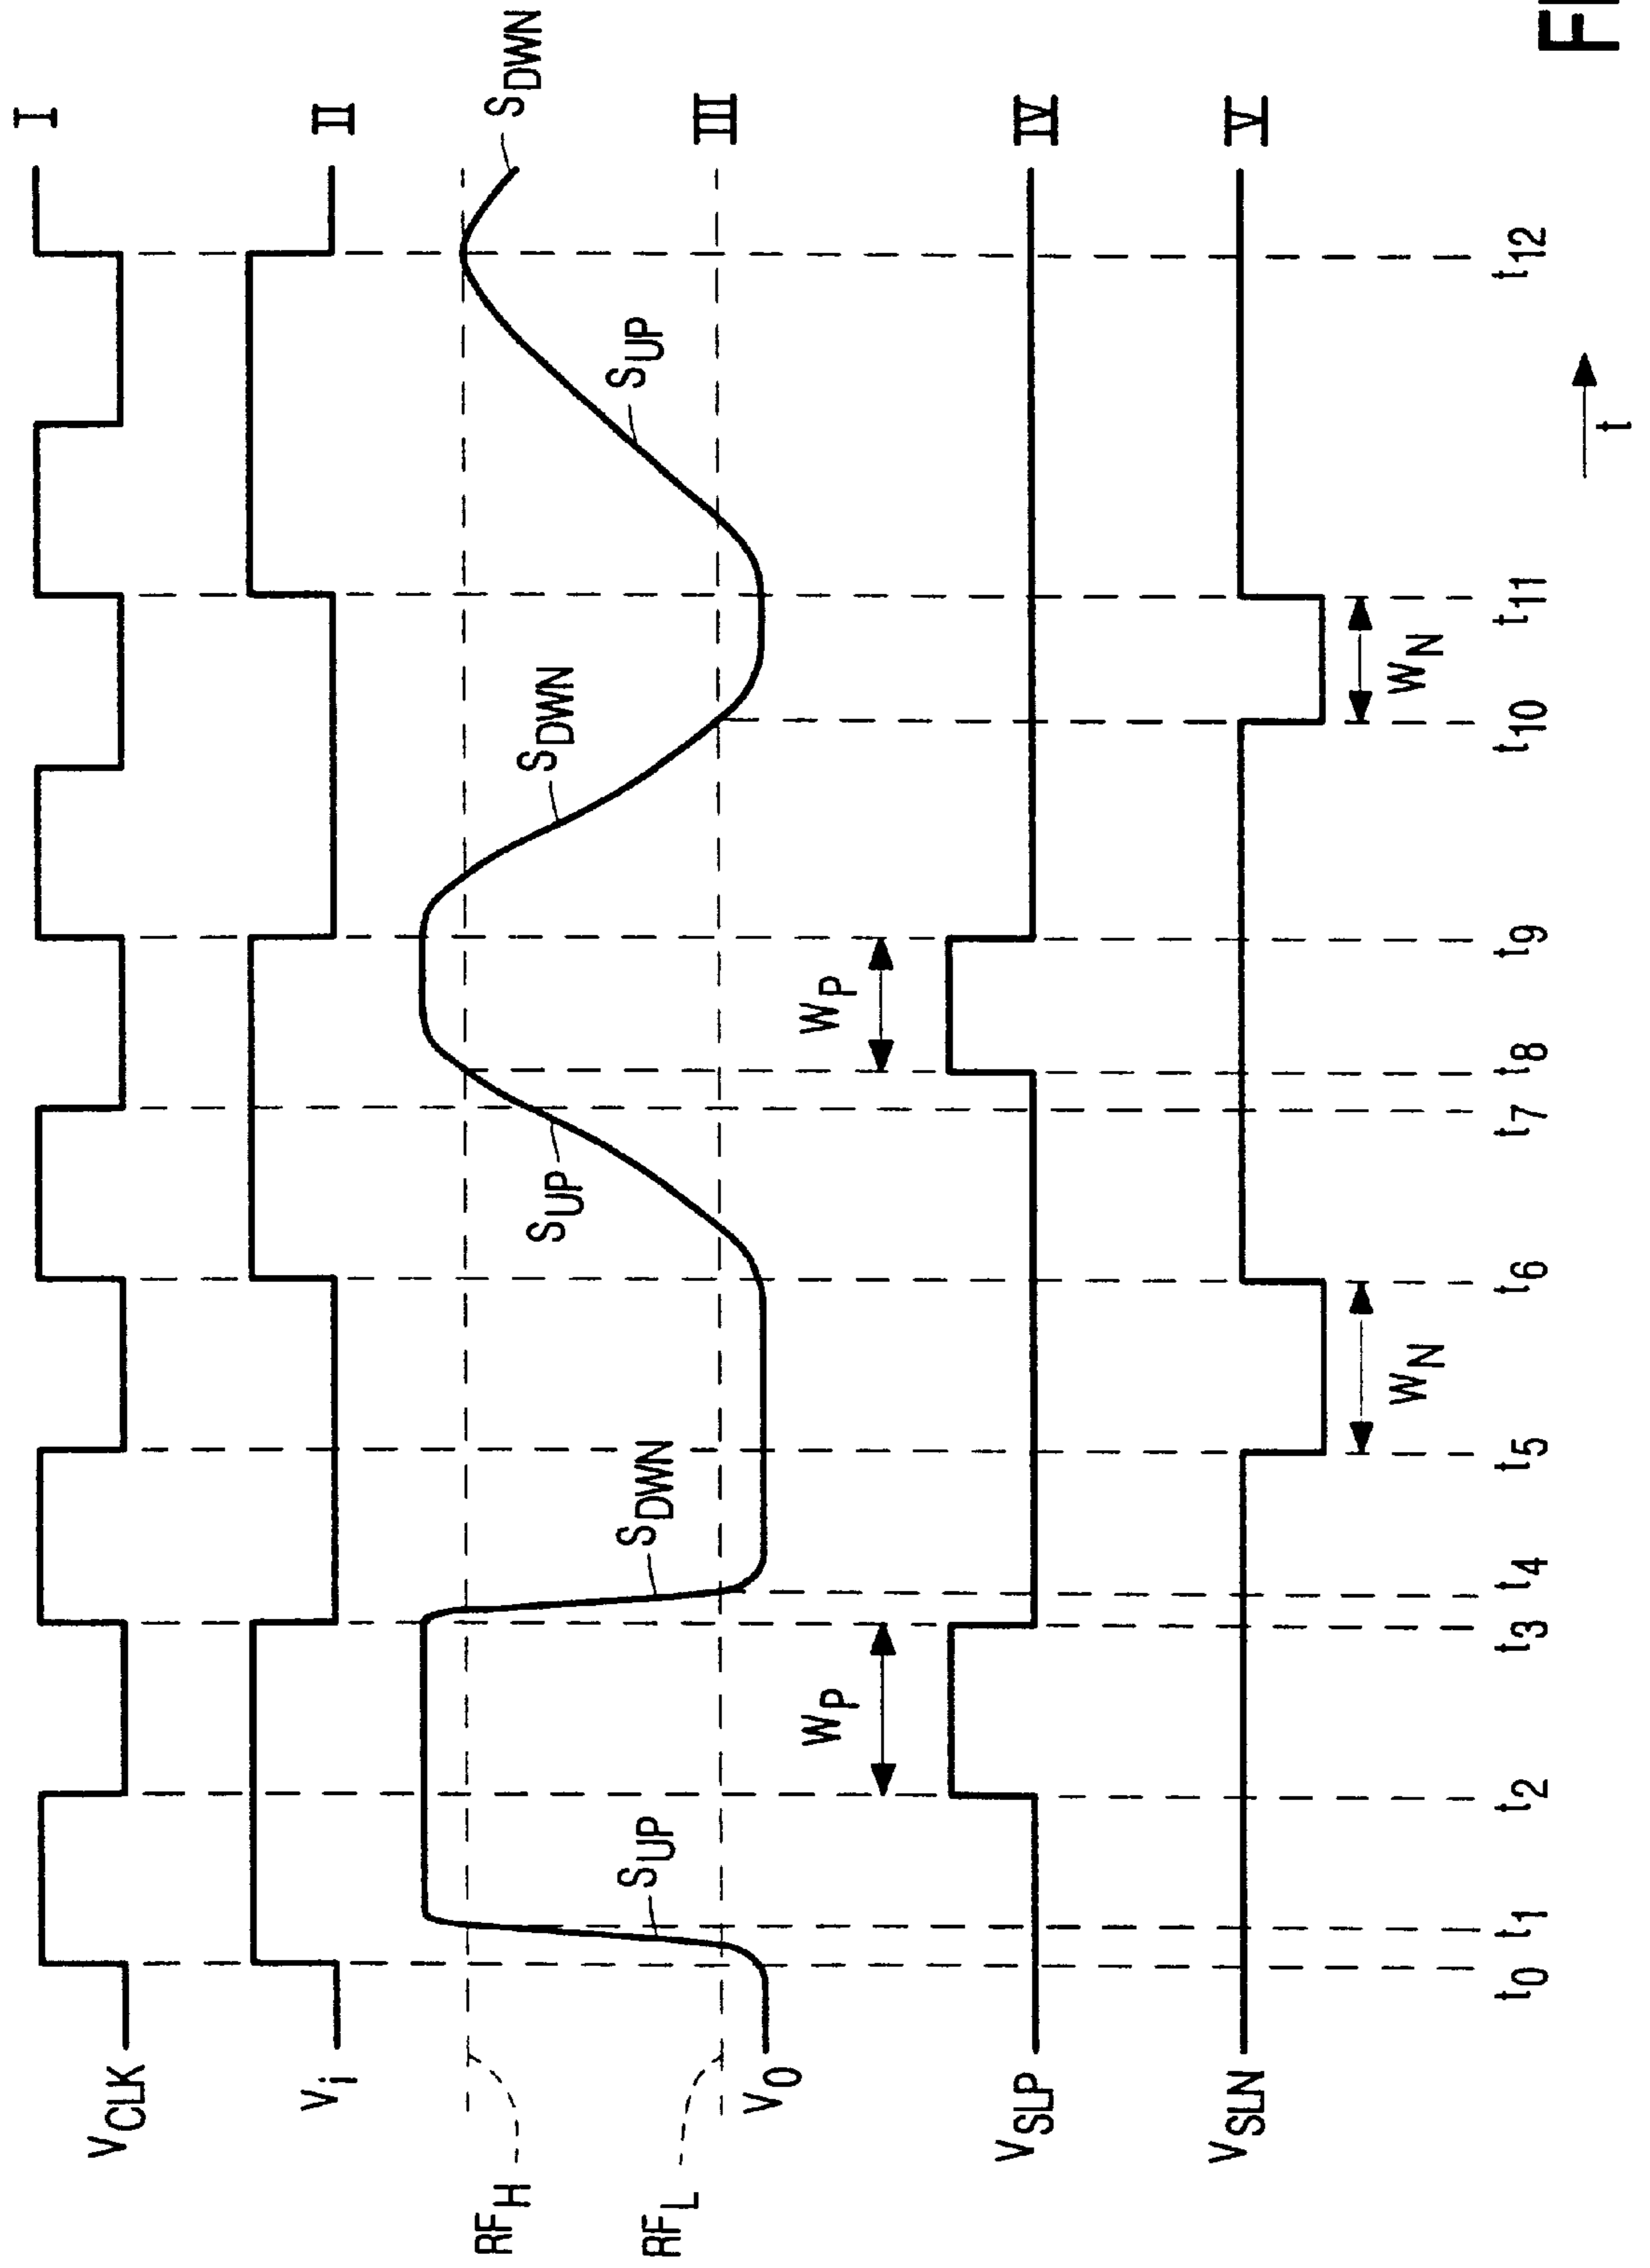 V_CLK I
V_i II
RF_H
S_DWN
S_UP S_DWN S_UP S_DWN S_UP
RF_L
V_O III
W_P W_P
V_SLP IV
V_SLN V
W_N W_N
t_0 t_1 t_2 t_3 t_4 t_5 t_6 t_7 t_8 t_9 t_10 t_11 t_12
t